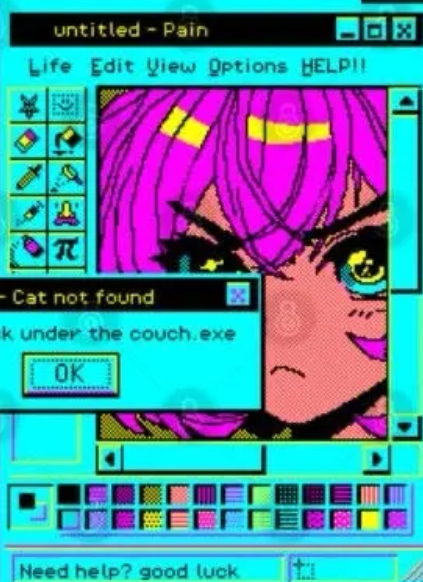 untitled - Pain
Life Edit View Options HELP!!
π
- Cat not found
k under the couch.exe
OK
Need help? good luck